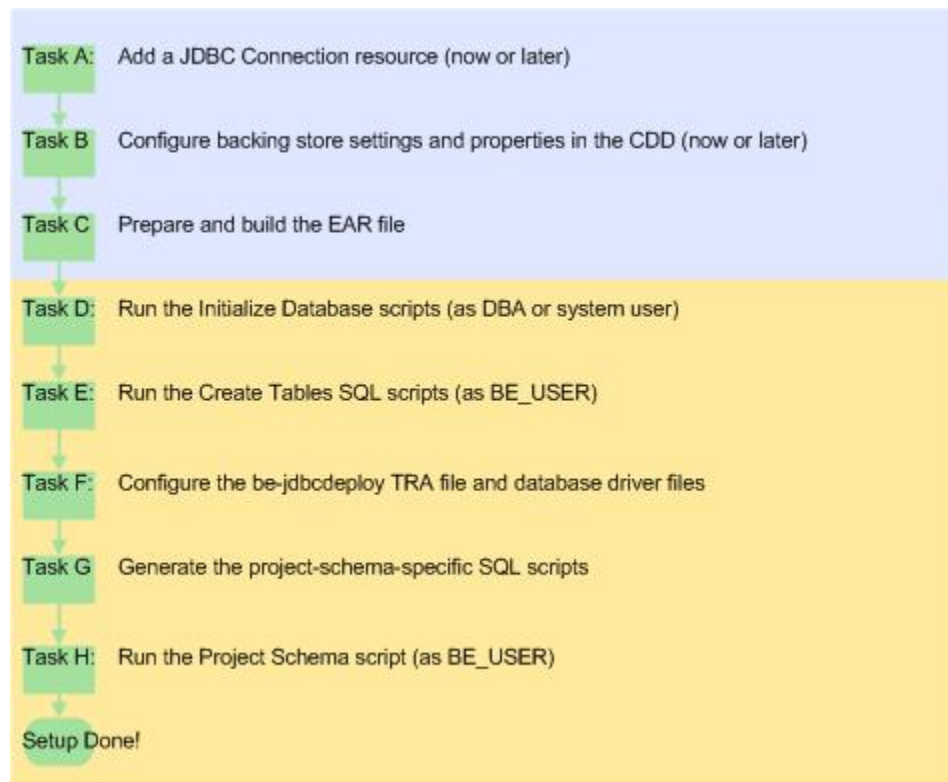 Task A: Add a JDBC Connection resource (now or later)
Task B Configure backing store settings and properties in the CDD (now or later)
Task C Prepare and build the EAR file
Task D: Run the Initialize Database scripts (as DBA or system user)
Task E: Run the Create Tables SQL scripts (as BE_USER)
Task F: Configure the be-jdbcdeploy TRA file and database driver files
Task G Generate the project-schema-specific SQL scripts
Task H: Run the Project Schema script (as BE_USER)
Setup Done!